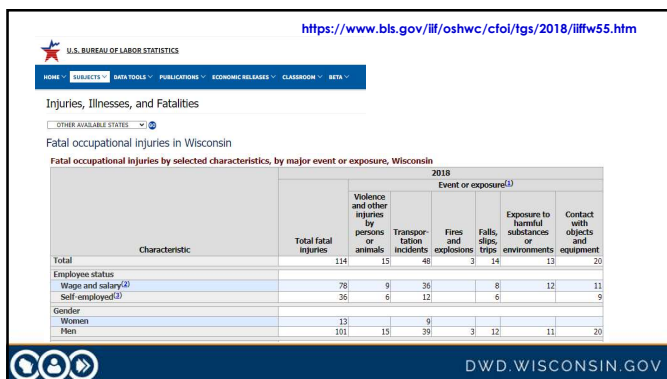 https://www.bls.gov/iif/oshwc/cfoi/tgs/2018/iiffw55.htm
U.S. BUREAU OF LABOR STATISTICS
HOME SUBJECTS DATA TOOLS PUBLICATIONS ECONOMIC RELEASES CLASSROOM BETA
Injuries, Illnesses, and Fatalities
OTHER AVAILABLE STATES GO
Fatal occupational injuries in Wisconsin
Fatal occupational injuries by selected characteristics, by major event or exposure, Wisconsin
2018
Event or exposure(1)
Characteristic Total fatal injuries Violence and other injuries by persons or animals Transpor-tation incidents Fires and explosions Falls, slips, trips Exposure to harmful substances or environments Contact with objects and equipment
Total 114 15 48 3 14 13 20
Employee status
Wage and salary(2) 78 9 36 8 12 11
Self-employed(3) 36 6 12 6 9
Gender
Women 13 9
Men 101 15 39 3 12 11 20
DWD.WISCONSIN.GOV